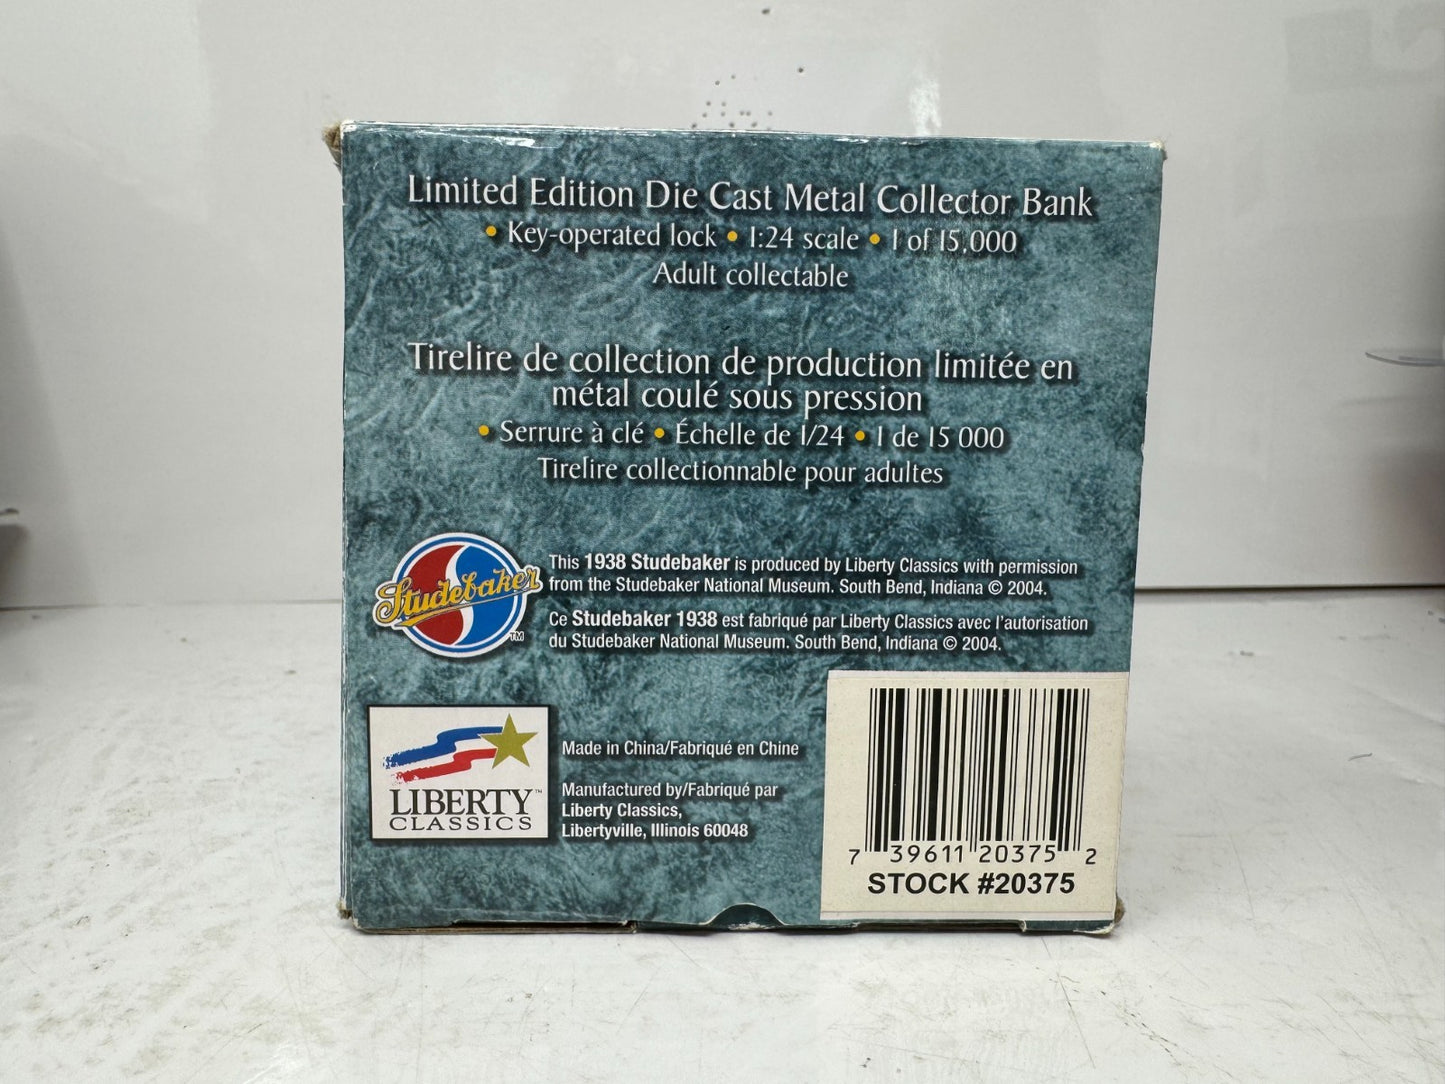 Limited Edition Die Cast Metal Collector Bank
• Key-operated lock • 1:24 scale • 1 of 15,000
Adult collectable
Tirelire de collection de production limitée en
métal coulé sous pression
• Serrure à clé • Échelle de 1/24 • 1 de 15 000
Tirelire collectionnable pour adultes
Studebaker
TM
This 1938 Studebaker is produced by Liberty Classics with permission
from the Studebaker National Museum. South Bend, Indiana © 2004.
Ce Studebaker 1938 est fabriqué par Liberty Classics avec l'autorisation
du Studebaker National Museum. South Bend, Indiana © 2004.
LIBERTY™
CLASSICS
Made in China/Fabriqué en Chine
Manufactured by/Fabriqué par
Liberty Classics,
Libertyville, Illinois 60048
7 39611 20375 2
STOCK #20375